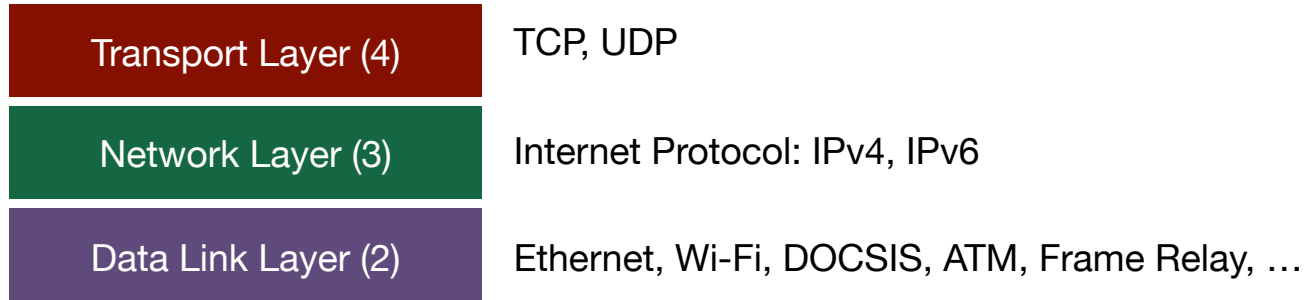 Transport Layer (4) TCP, UDP
Network Layer (3) Internet Protocol: IPv4, IPv6
Data Link Layer (2) Ethernet, Wi-Fi, DOCSIS, ATM, Frame Relay, …